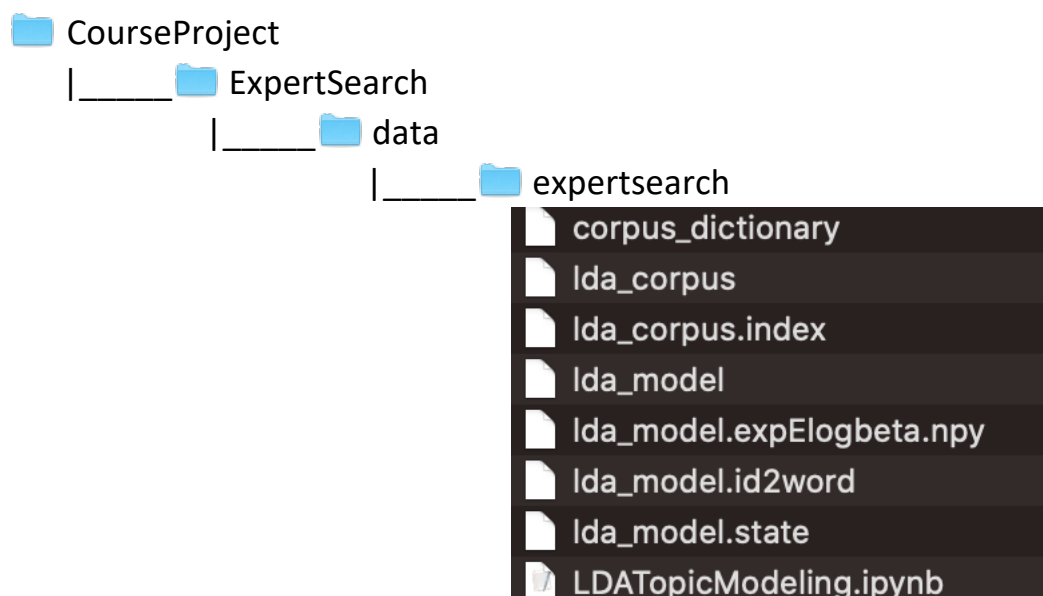 CourseProject
|_____ ExpertSearch
|_____ data
|_____ expertsearch
corpus_dictionary
lda_corpus
lda_corpus.index
lda_model
lda_model.expElogbeta.npy
lda_model.id2word
lda_model.state
LDATopicModeling.ipynb